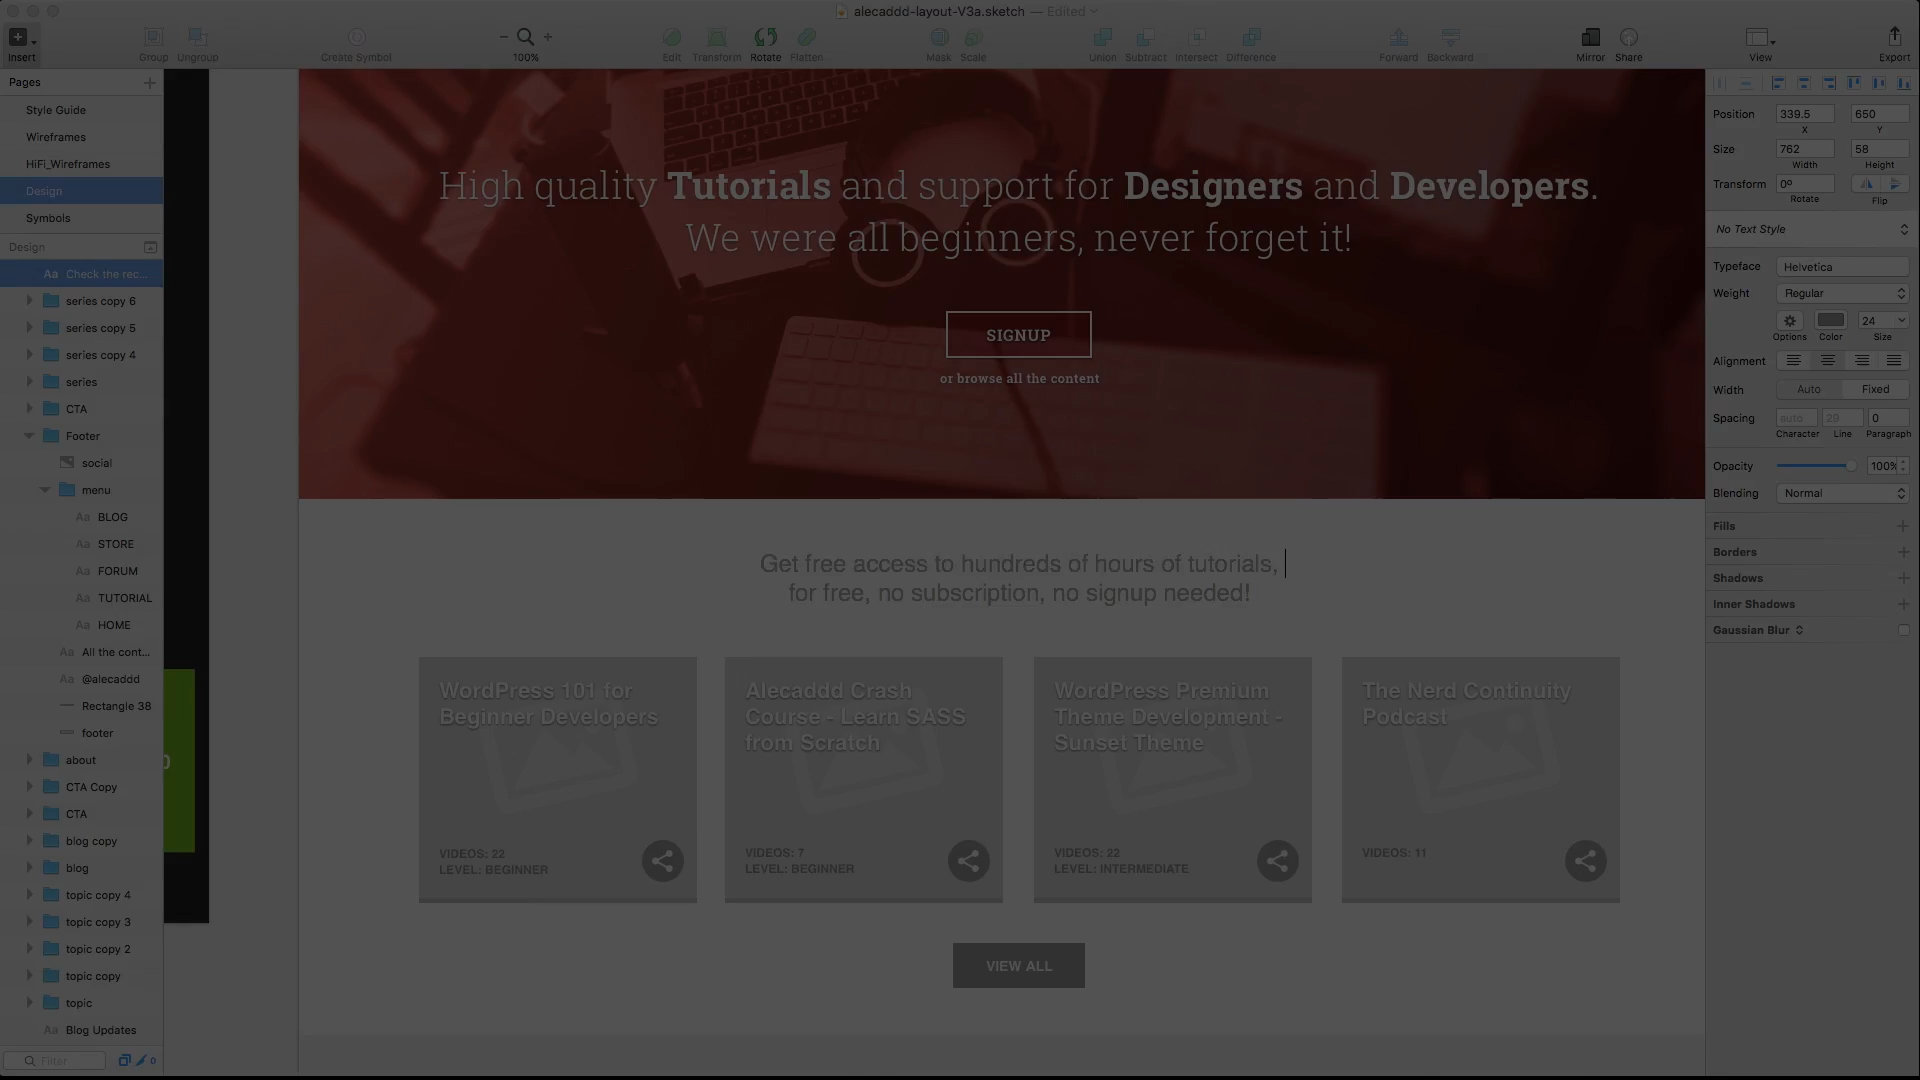 alecaddd-layout-V3a.sketch — Edited
Insert
Group
Ungroup
Create Symbol
100%
Edit
Transform
Rotate
Flatten
Mask
Scale
Union
Subtract
Intersect
Difference
Forward
Backward
Mirror
Share
View
Export
Pages
Style Guide
Wireframes
HiFi_Wireframes
Design
Symbols
Design
Aa Check the rec...
series copy 6
series copy 5
series copy 4
series
CTA
Footer
social
menu
Aa BLOG
Aa STORE
Aa FORUM
Aa TUTORIAL
Aa HOME
Aa All the cont...
Aa @alecaddd
Rectangle 38
footer
about
CTA Copy
CTA
blog copy
blog
topic copy 4
topic copy 3
topic copy 2
topic copy
topic
Aa Blog Updates
Filter
0
High quality Tutorials and support for Designers and Developers.
We were all beginners, never forget it!
SIGNUP
or browse all the content
Get free access to hundreds of hours of tutorials,
for free, no subscription, no signup needed!
WordPress 101 for
Beginner Developers
VIDEOS: 22
LEVEL: BEGINNER
Alecaddd Crash
Course - Learn SASS
from Scratch
VIDEOS: 7
LEVEL: BEGINNER
WordPress Premium
Theme Development -
Sunset Theme
VIDEOS: 22
LEVEL: INTERMEDIATE
The Nerd Continuity
Podcast
VIDEOS: 11
VIEW ALL
Position 339.5 650
X Y
Size 762 58
Width Height
Transform 0º
Rotate Flip
No Text Style
Typeface Helvetica
Weight Regular
24
Options Color Size
Alignment
Width Auto Fixed
Spacing auto 29 0
Character Line Paragraph
Opacity 100%
Blending Normal
Fills
Borders
Shadows
Inner Shadows
Gaussian Blur